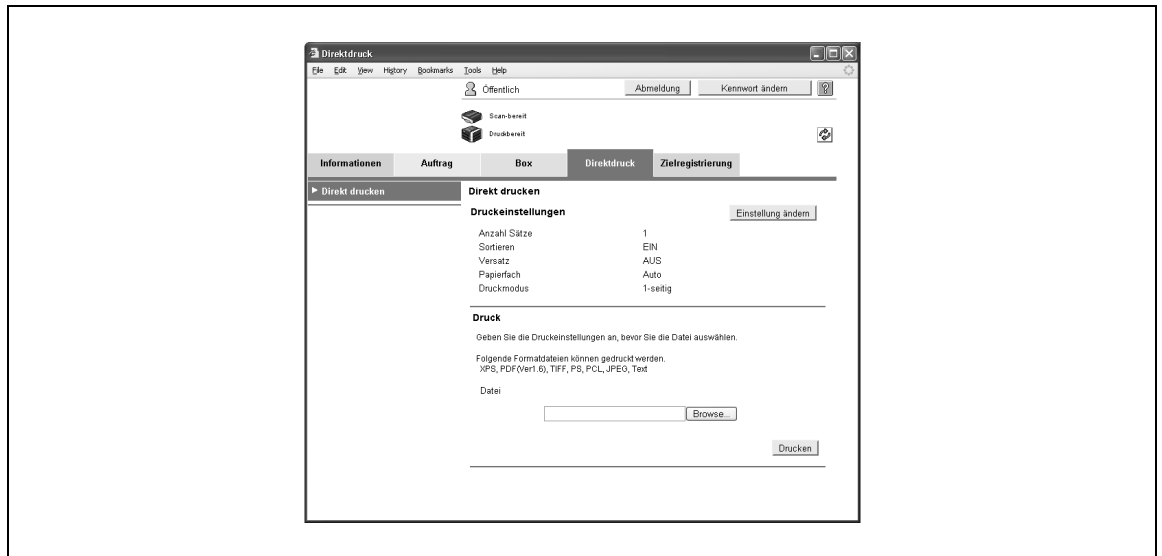 Direktdruck
File Edit View History Bookmarks Tools Help
Öffentlich Abmeldung Kennwort ändern ?
Scan-bereit
Druckbereit
Informationen Auftrag Box Direktdruck Zielregistrierung
Direkt drucken
Direkt drucken
Druckeinstellungen Einstellung ändern
Anzahl Sätze 1
Sortieren EIN
Versatz AUS
Papierfach Auto
Druckmodus 1-seitig
Druck
Geben Sie die Druckeinstellungen an, bevor Sie die Datei auswählen.
Folgende Formatdateien können gedruckt werden.
XPS, PDF(Ver1.6), TIFF, PS, PCL, JPEG, Text
Datei
Browse...
Drucken